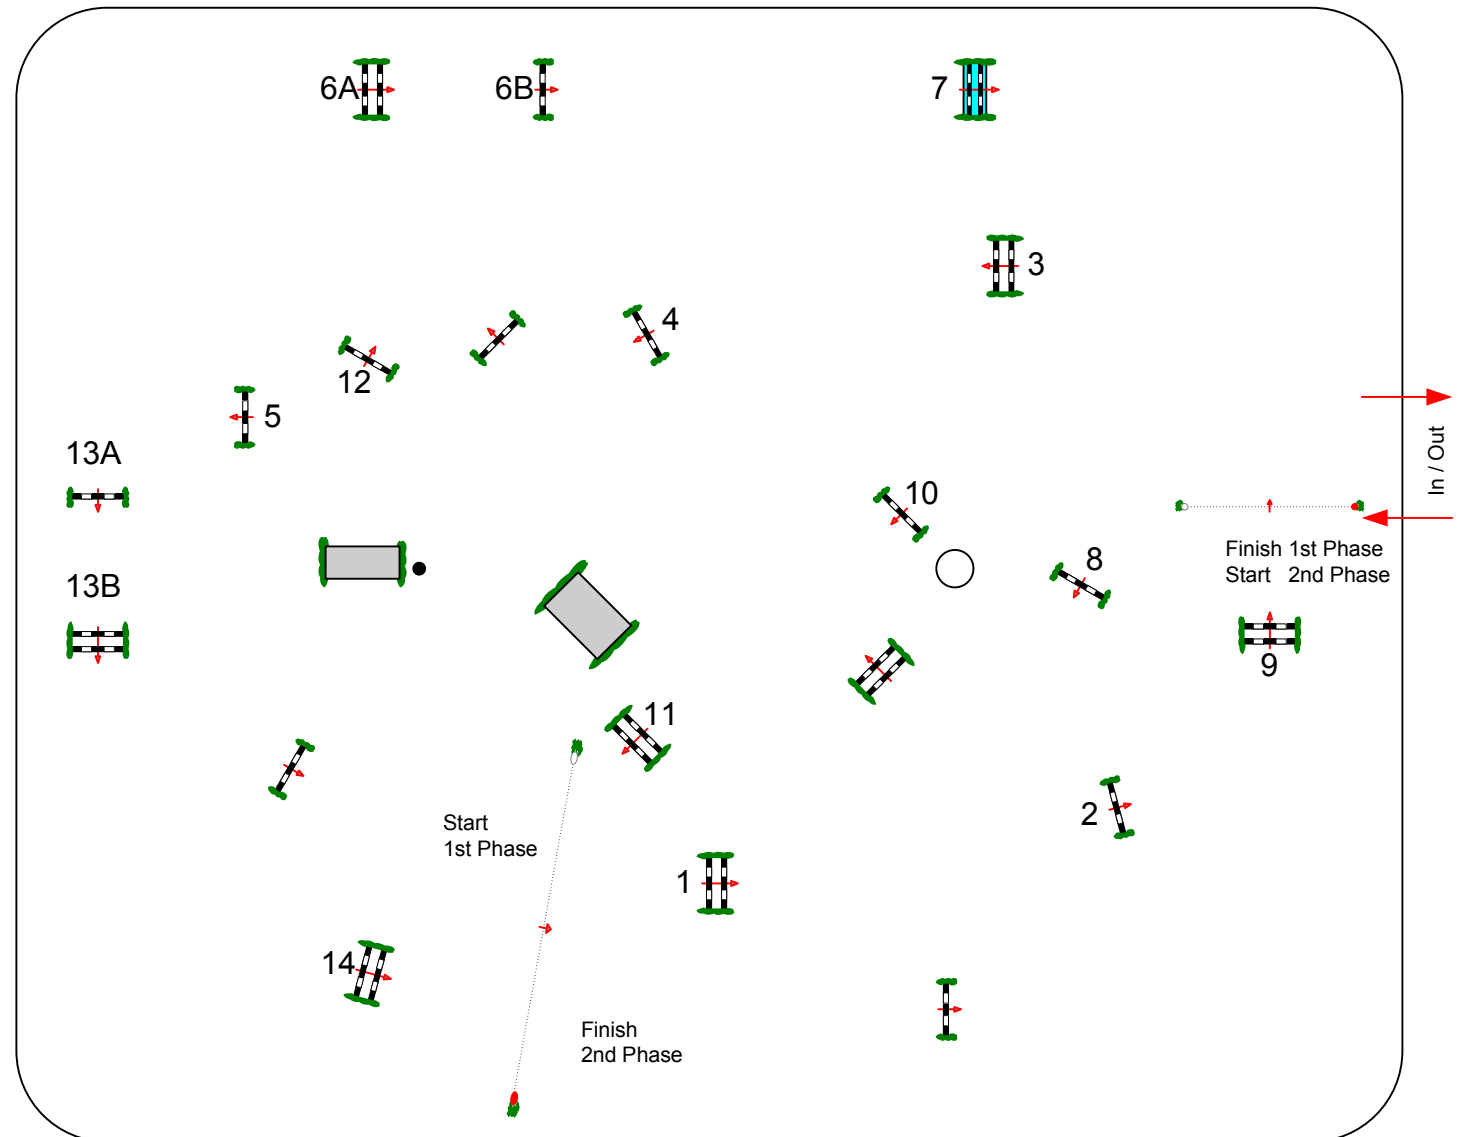 6A
6B
7
3
4
12
5
13A
10
In / Out
Finish 1st Phase
Start 2nd Phase
8
13B
9
11
2
Start
1st Phase
1
14
Finish
2nd Phase